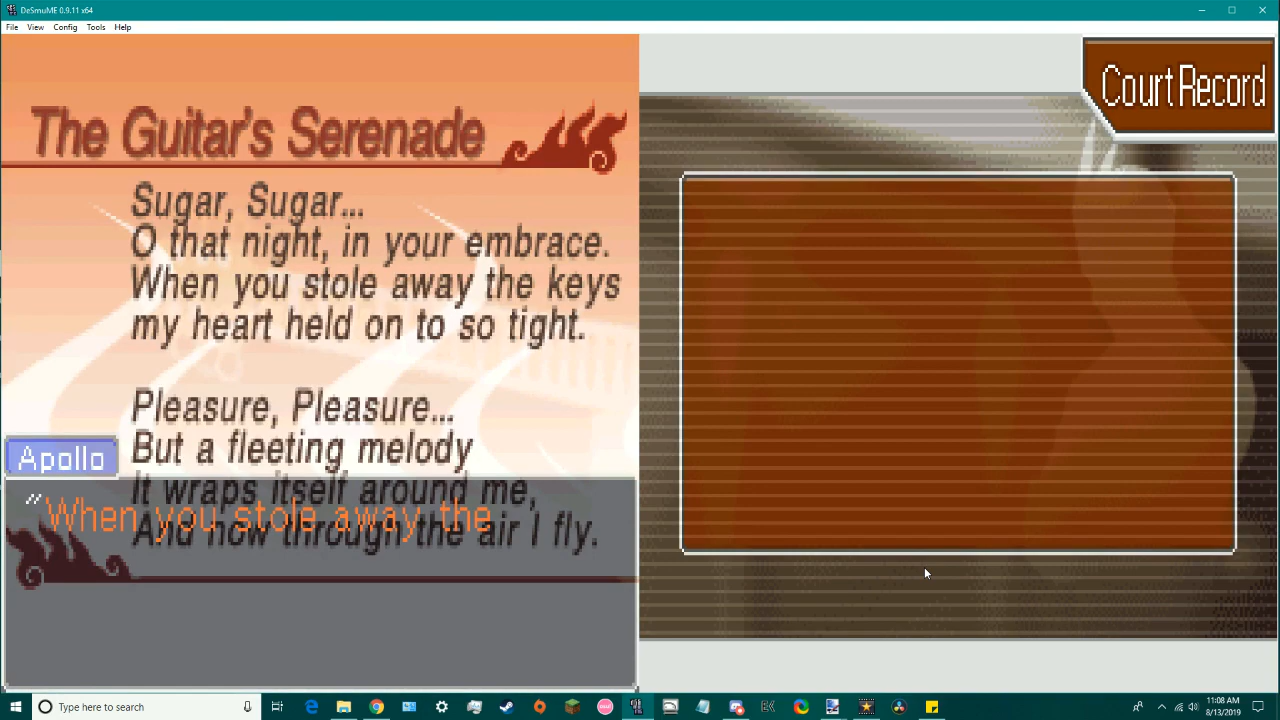 DeSmuME 0.9.11 x64
File View Config Tools Help
The Guitar's Serenade
Sugar, Sugar...
O that night, in your embrace.
When you stole away the keys
my heart held on to so tight.
Pleasure, Pleasure...
But a fleeting melody
It wraps itself around me,
And now through the air I fly.
Apollo
"When you stole away the
Court Record
Type here to search
11:08 AM
8/13/2019